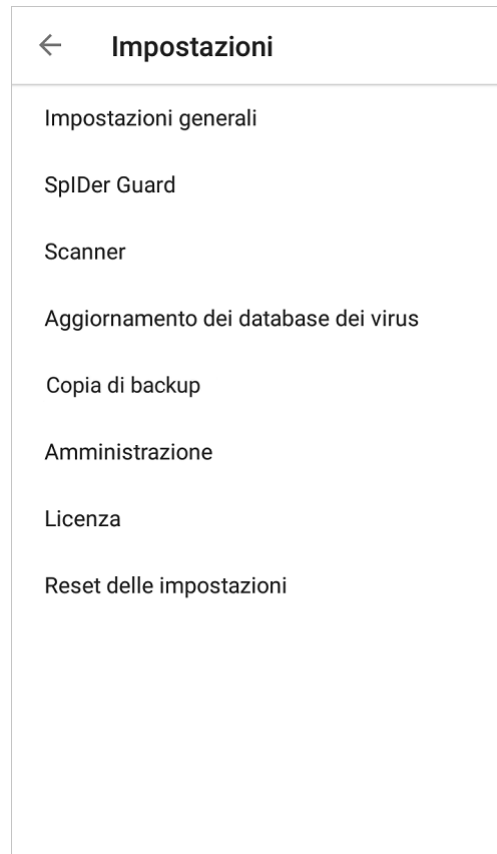 Impostazioni
Impostazioni generali
SpIDer Guard
Scanner
Aggiornamento dei database dei virus
Copia di backup
Amministrazione
Licenza
Reset delle impostazioni